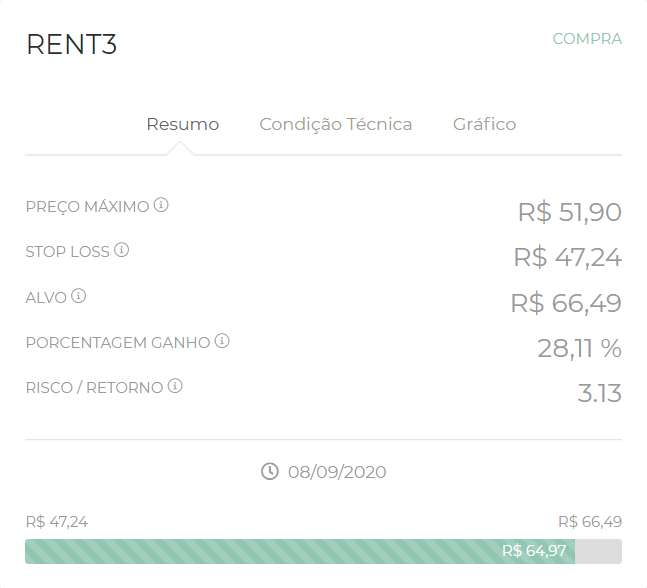 RENT3
COMPRA
Resumo Condição Técnica Gráfico
PREÇO MÁXIMO R$ 51,90
STOP LOSS R$ 47,24
ALVO R$ 66,49
PORCENTAGEM GANHO 28,11 %
RISCO / RETORNO 3.13
08/09/2020
R$ 47,24 R$ 66,49
R$ 64,97